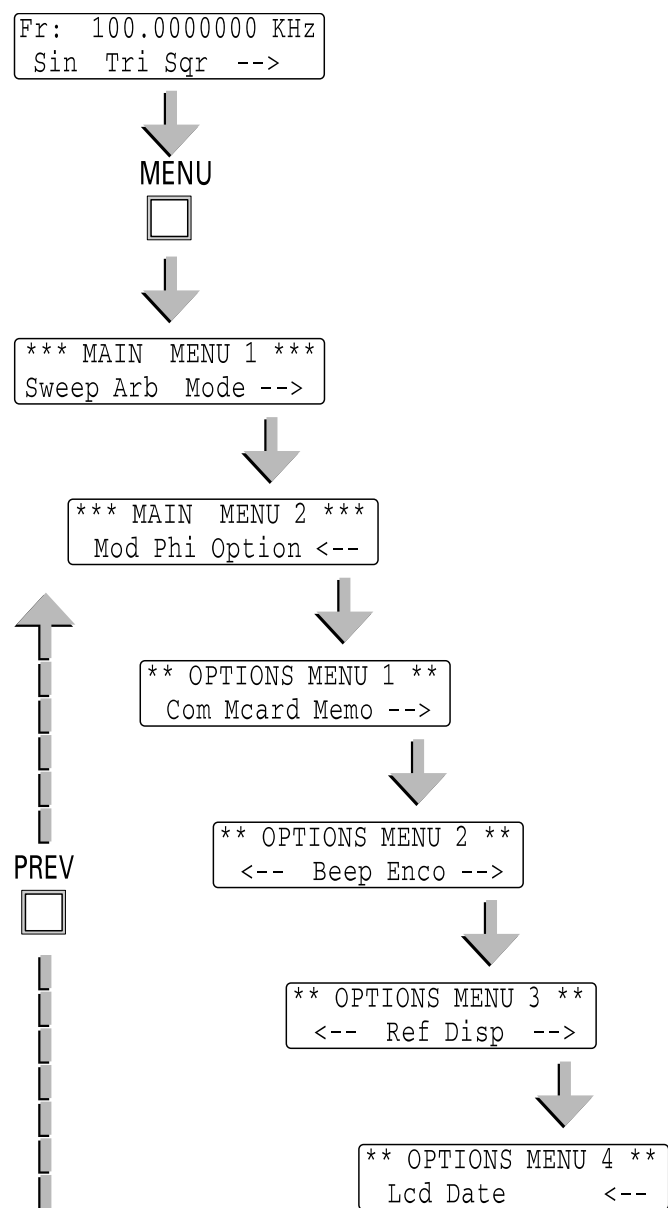 Fr: 100.0000000 KHz
Sin Tri Sqr -->
MENU
*** MAIN MENU 1 ***
Sweep Arb Mode -->
*** MAIN MENU 2 ***
Mod Phi Option <--
** OPTIONS MENU 1 **
Com Mcard Memo -->
** OPTIONS MENU 2 **
<-- Beep Enco -->
PREV
** OPTIONS MENU 3 **
<-- Ref Disp -->
** OPTIONS MENU 4 **
Lcd Date <--